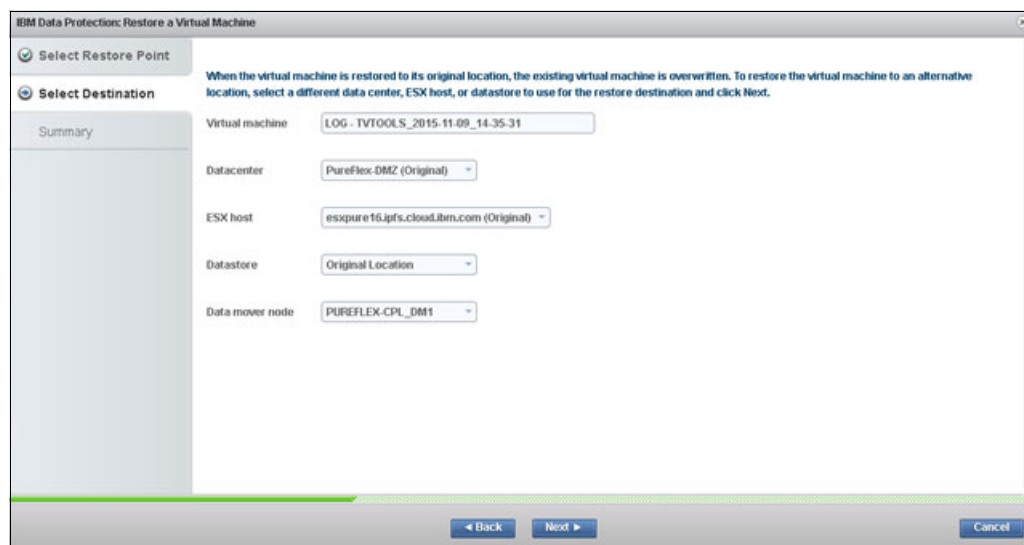 IBM Data Protection: Restore a Virtual Machine
Select Restore Point
Select Destination
Summary
When the virtual machine is restored to its original location, the existing virtual machine is overwritten. To restore the virtual machine to an alternative
location, select a different data center, ESX host, or datastore to use for the restore destination and click Next.
Virtual machine LOG - TVTOOLS_2015-11-09_14-35-31
Datacenter PureFlex-DMZ (Original)
ESX host esxpure16.ipfs.cloud.ibm.com (Original)
Datastore Original Location
Data mover node PUREFLEX-CPL_DM1
Back Next Cancel